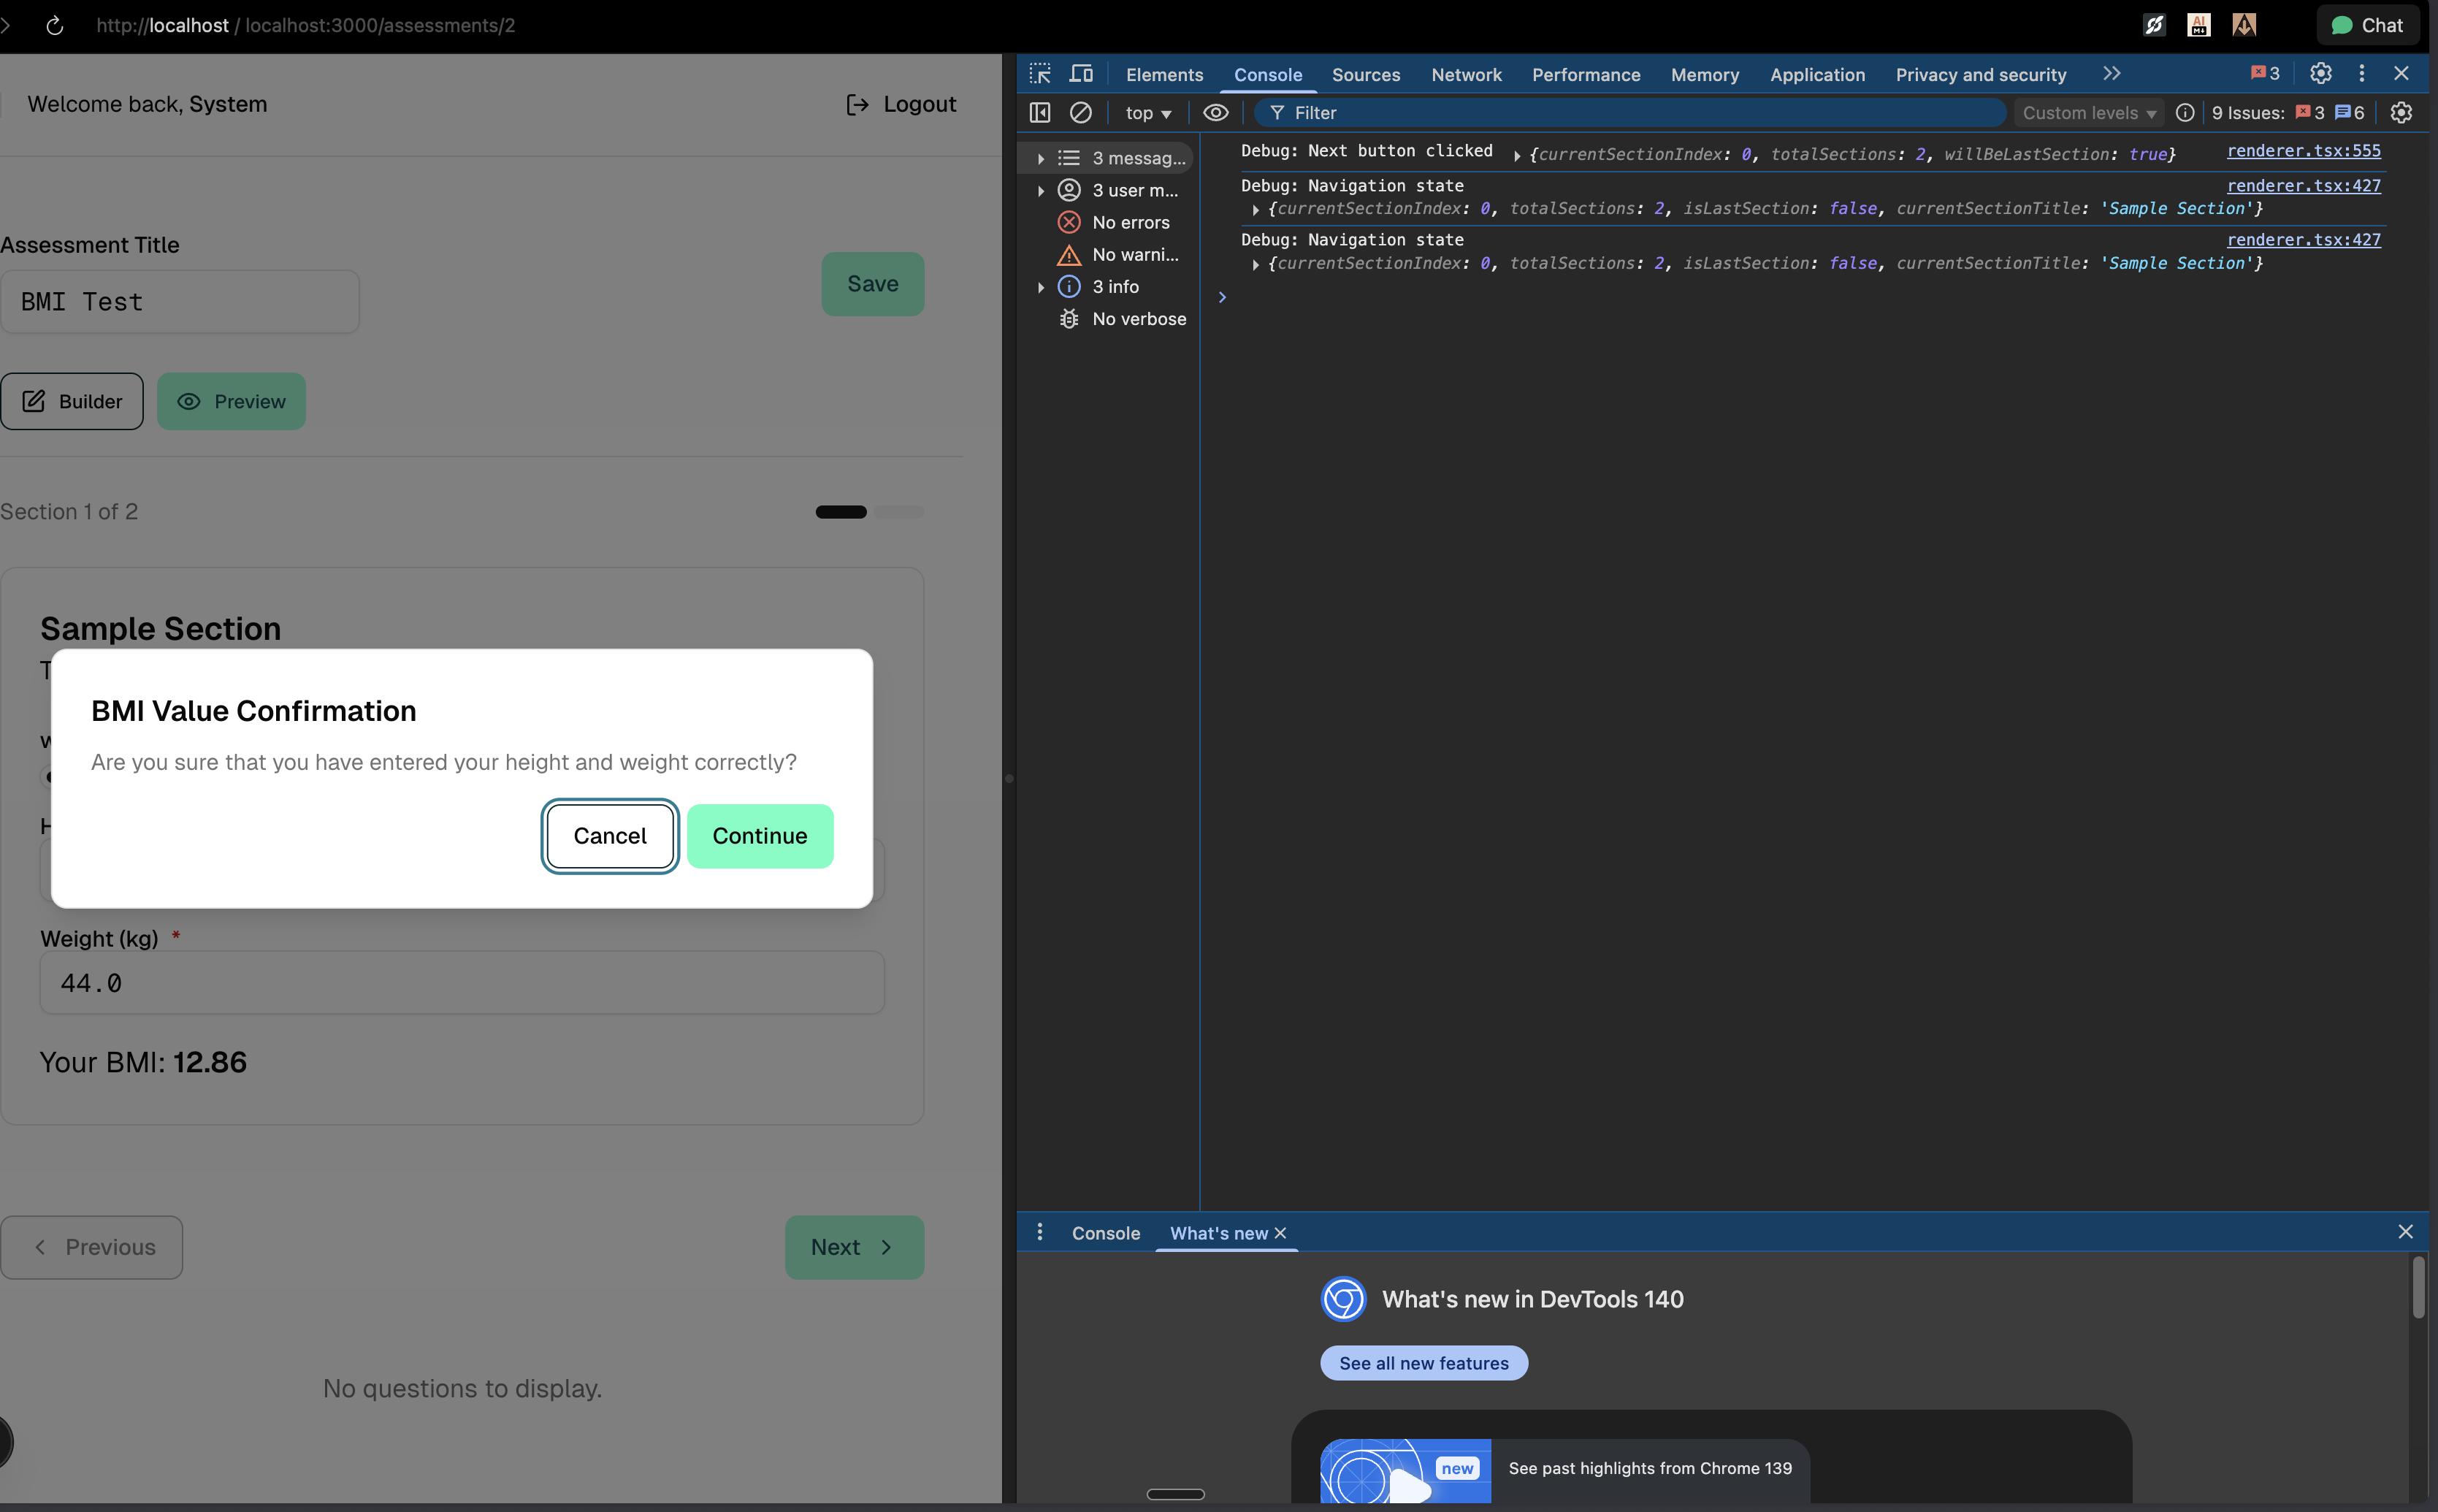 http://localhost / localhost:3000/assessments/2
Chat
Welcome back, System
Logout
Assessment Title
BMI Test
Save
Builder
Preview
Section 1 of 2
Sample Section
BMI Value Confirmation
Are you sure that you have entered your height and weight correctly?
Cancel
Continue
Weight (kg) *
44.0
Your BMI: 12.86
Previous
Next
No questions to display.
Elements
Console
Sources
Network
Performance
Memory
Application
Privacy and security
3
top
Filter
Custom levels
9 Issues: 3 6
3 messag...
3 user m...
No errors
No warni...
3 info
No verbose
Debug: Next button clicked {currentSectionIndex: 0, totalSections: 2, willBeLastSection: true} renderer.tsx:555
Debug: Navigation state renderer.tsx:427
{currentSectionIndex: 0, totalSections: 2, isLastSection: false, currentSectionTitle: 'Sample Section'}
Debug: Navigation state renderer.tsx:427
{currentSectionIndex: 0, totalSections: 2, isLastSection: false, currentSectionTitle: 'Sample Section'}
Console
What's new
What's new in DevTools 140
See all new features
new
See past highlights from Chrome 139